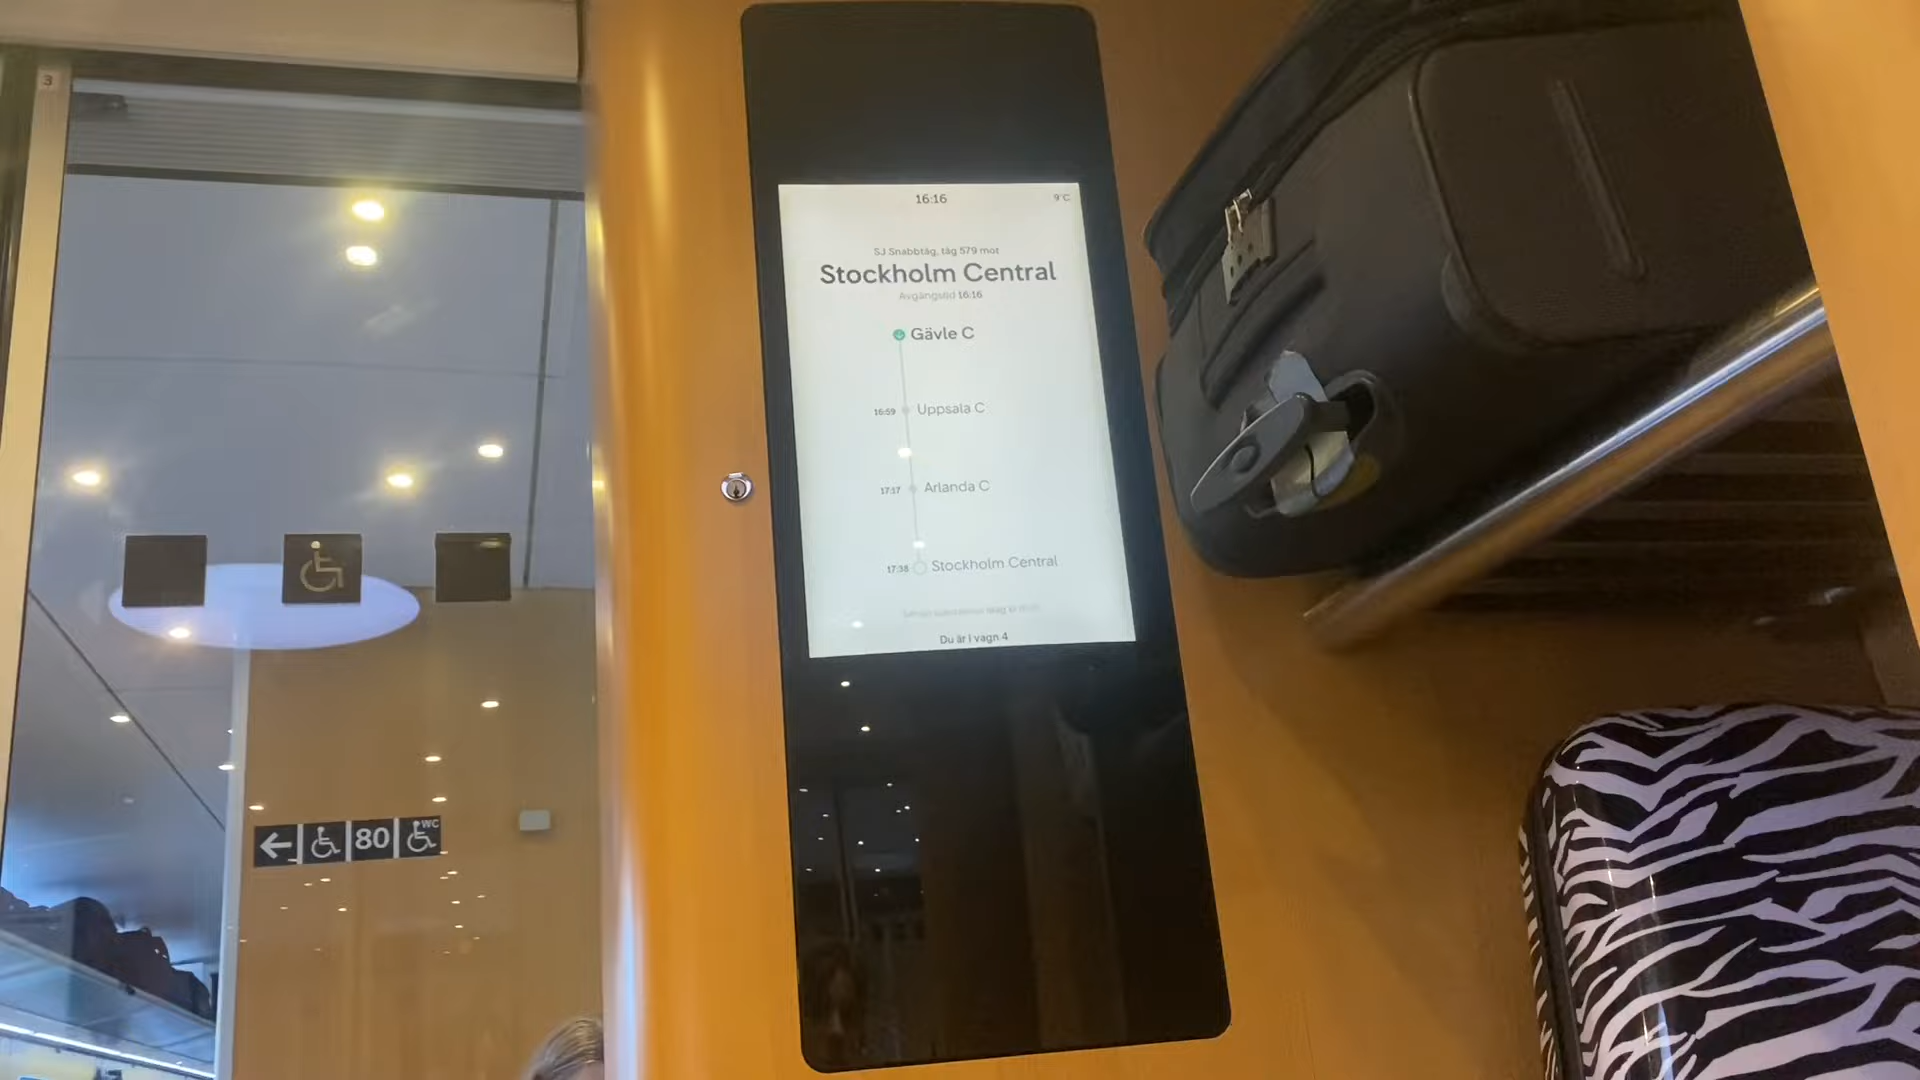 3
16:16
9°C
SJ Snabbtåg, tåg 579 mot
Stockholm Central
Avgångstid 16:16
Gävle C
16:59 Uppsala C
17:17 Arlanda C
17:38 Stockholm Central
Du är i vagn 4
80
WC